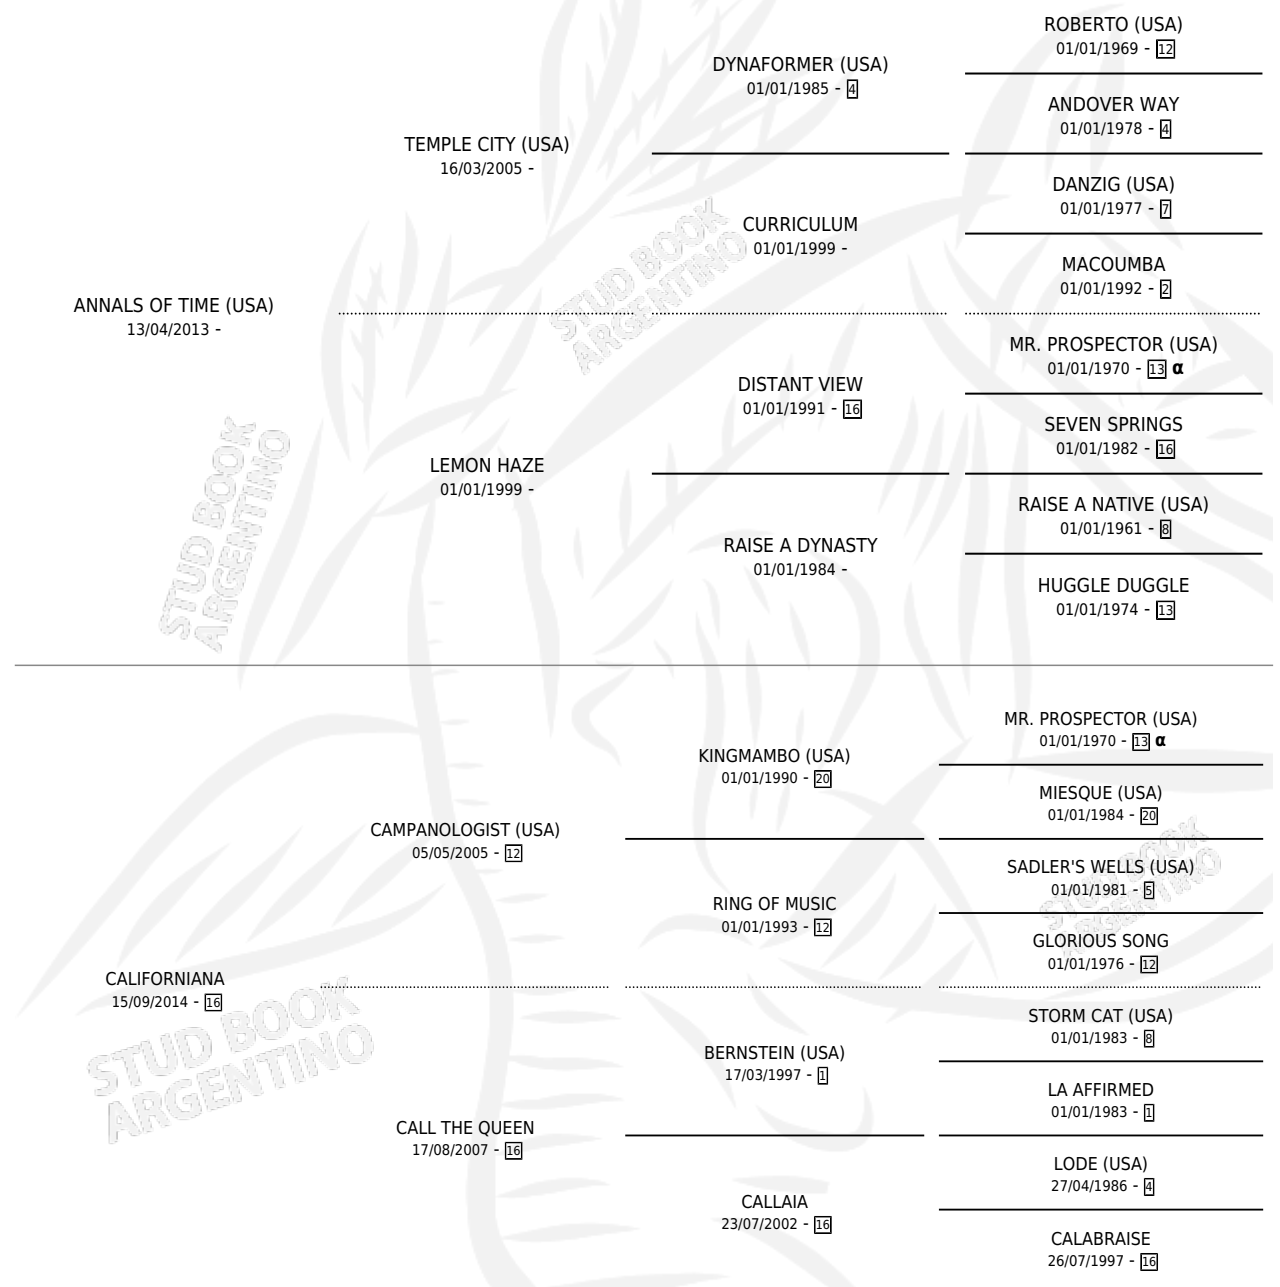 ROBERTO (USA)
01/01/1969 - 12
DYNAFORMER (USA)
01/01/1985 - 4
ANDOVER WAY
01/01/1978 - 4
TEMPLE CITY (USA)
16/03/2005 -
DANZIG (USA)
01/01/1977 - 7
CURRICULUM
01/01/1999 -
MACOUMBA
01/01/1992 - 2
ANNALS OF TIME (USA)
13/04/2013 -
MR. PROSPECTOR (USA)
01/01/1970 - 13 α
DISTANT VIEW
01/01/1991 - 16
SEVEN SPRINGS
01/01/1982 - 16
LEMON HAZE
01/01/1999 -
RAISE A NATIVE (USA)
01/01/1961 - 8
RAISE A DYNASTY
01/01/1984 -
HUGGLE DUGGLE
01/01/1974 - 13
MR. PROSPECTOR (USA)
01/01/1970 - 13 α
KINGMAMBO (USA)
01/01/1990 - 20
MIESQUE (USA)
01/01/1984 - 20
CAMPANOLOGIST (USA)
05/05/2005 - 12
SADLER'S WELLS (USA)
01/01/1981 - 5
RING OF MUSIC
01/01/1993 - 12
GLORIOUS SONG
01/01/1976 - 12
CALIFORNIANA
15/09/2014 - 16
STORM CAT (USA)
01/01/1983 - 8
BERNSTEIN (USA)
17/03/1997 - 1
LA AFFIRMED
01/01/1983 - 1
CALL THE QUEEN
17/08/2007 - 16
LODE (USA)
27/04/1986 - 4
CALLAIA
23/07/2002 - 16
CALABRAISE
26/07/1997 - 16
STUD BOOK
ARGENTINO
STUD BOOK
ARGENTINO
STUD BOOK
ARGENTINO
STUD BOOK
ARGENTINO